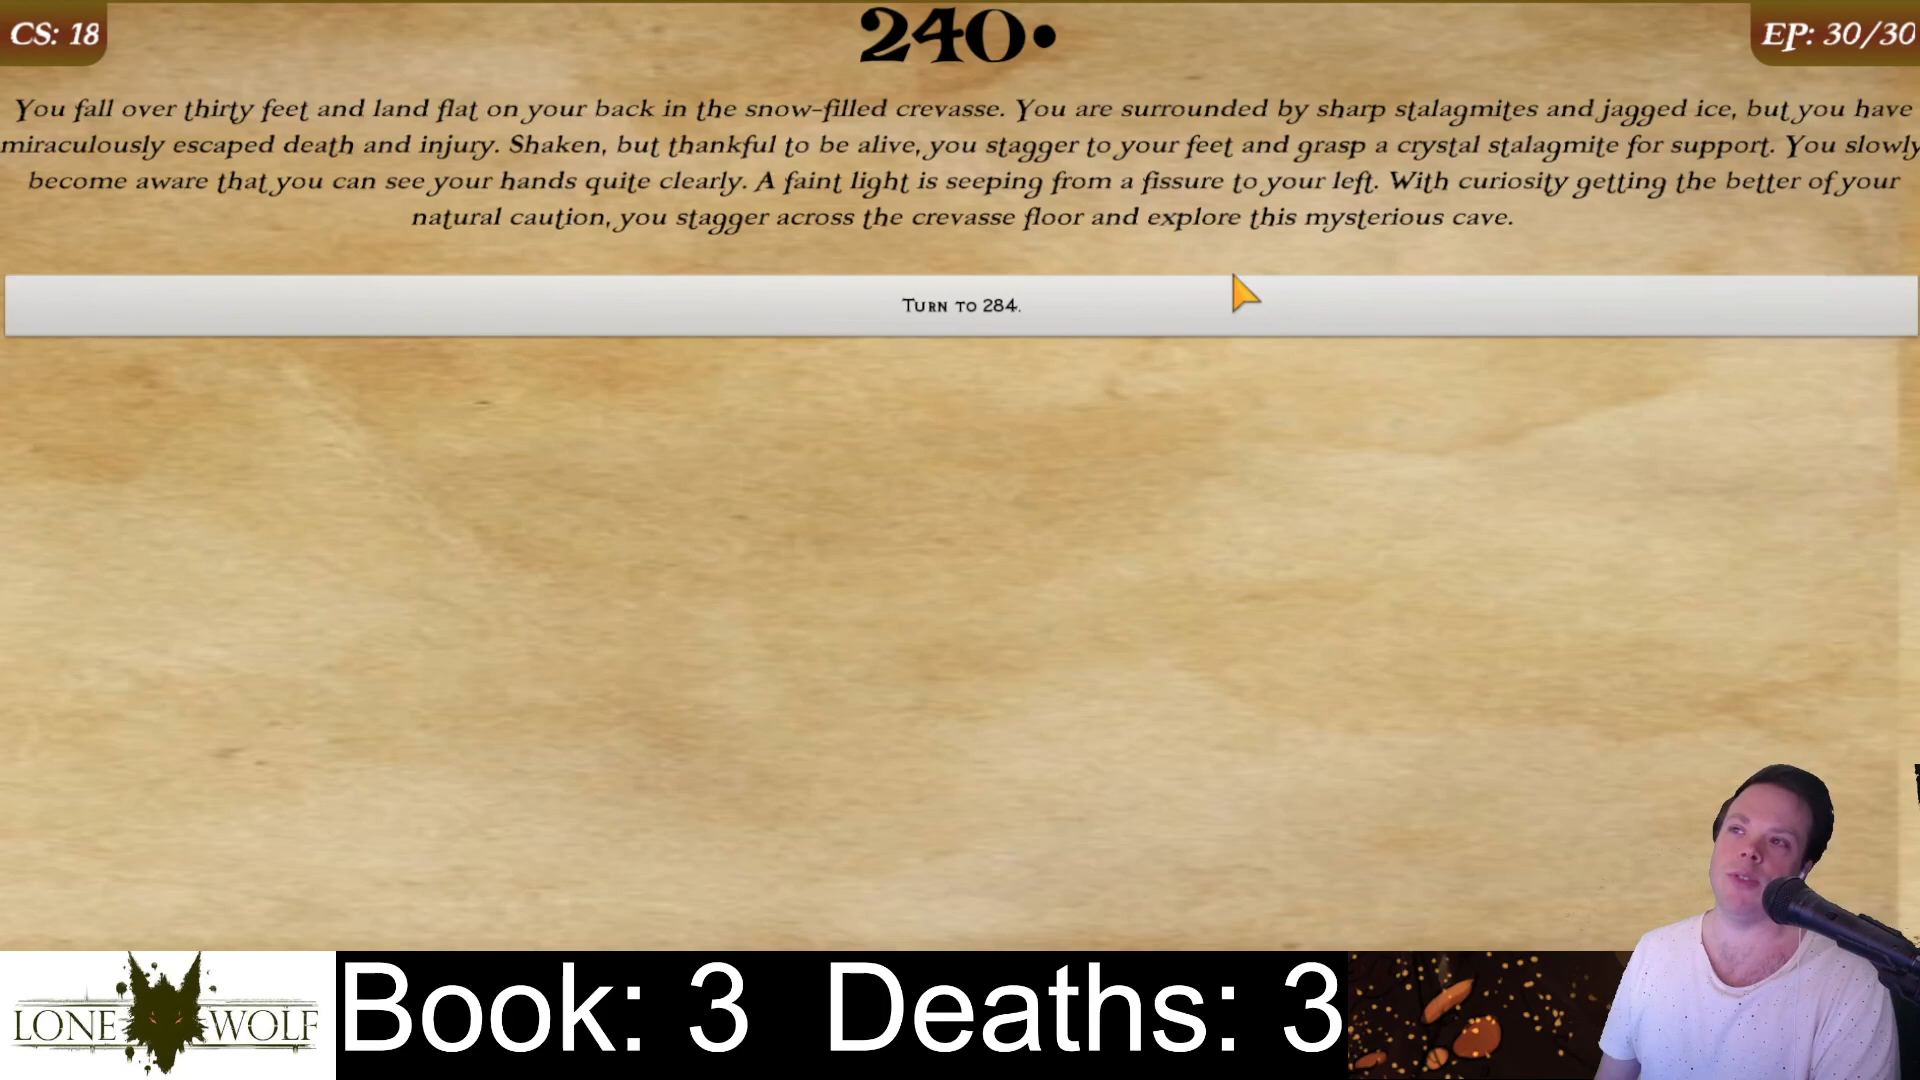 CS: 18
240•
EP: 30/30
You fall over thirty feet and land flat on your back in the snow-filled crevasse. You are surrounded by sharp stalagmites and jagged ice, but you have
miraculously escaped death and injury. Shaken, but thankful to be alive, you stagger to your feet and grasp a crystal stalagmite for support. You slowly
become aware that you can see your hands quite clearly. A faint light is seeping from a fissure to your left. With curiosity getting the better of your
natural caution, you stagger across the crevasse floor and explore this mysterious cave.
Turn to 284.
LONE WOLF
Book: 3 Deaths: 3